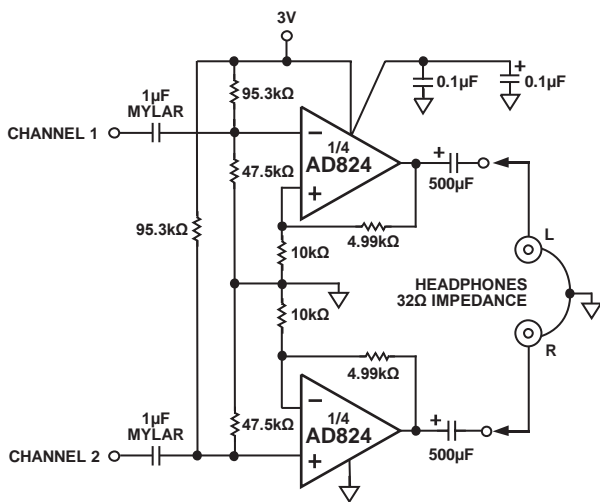 3V
95.3kΩ
0.1µF
+
0.1µF
1µF
MYLAR
CHANNEL 1
–
1/4
AD824
+
47.5kΩ
+
500µF
95.3kΩ
4.99kΩ
10kΩ
L
HEADPHONES
32Ω IMPEDANCE
10kΩ
R
4.99kΩ
1µF
MYLAR
47.5kΩ
–
1/4
AD824
+
+
500µF
CHANNEL 2